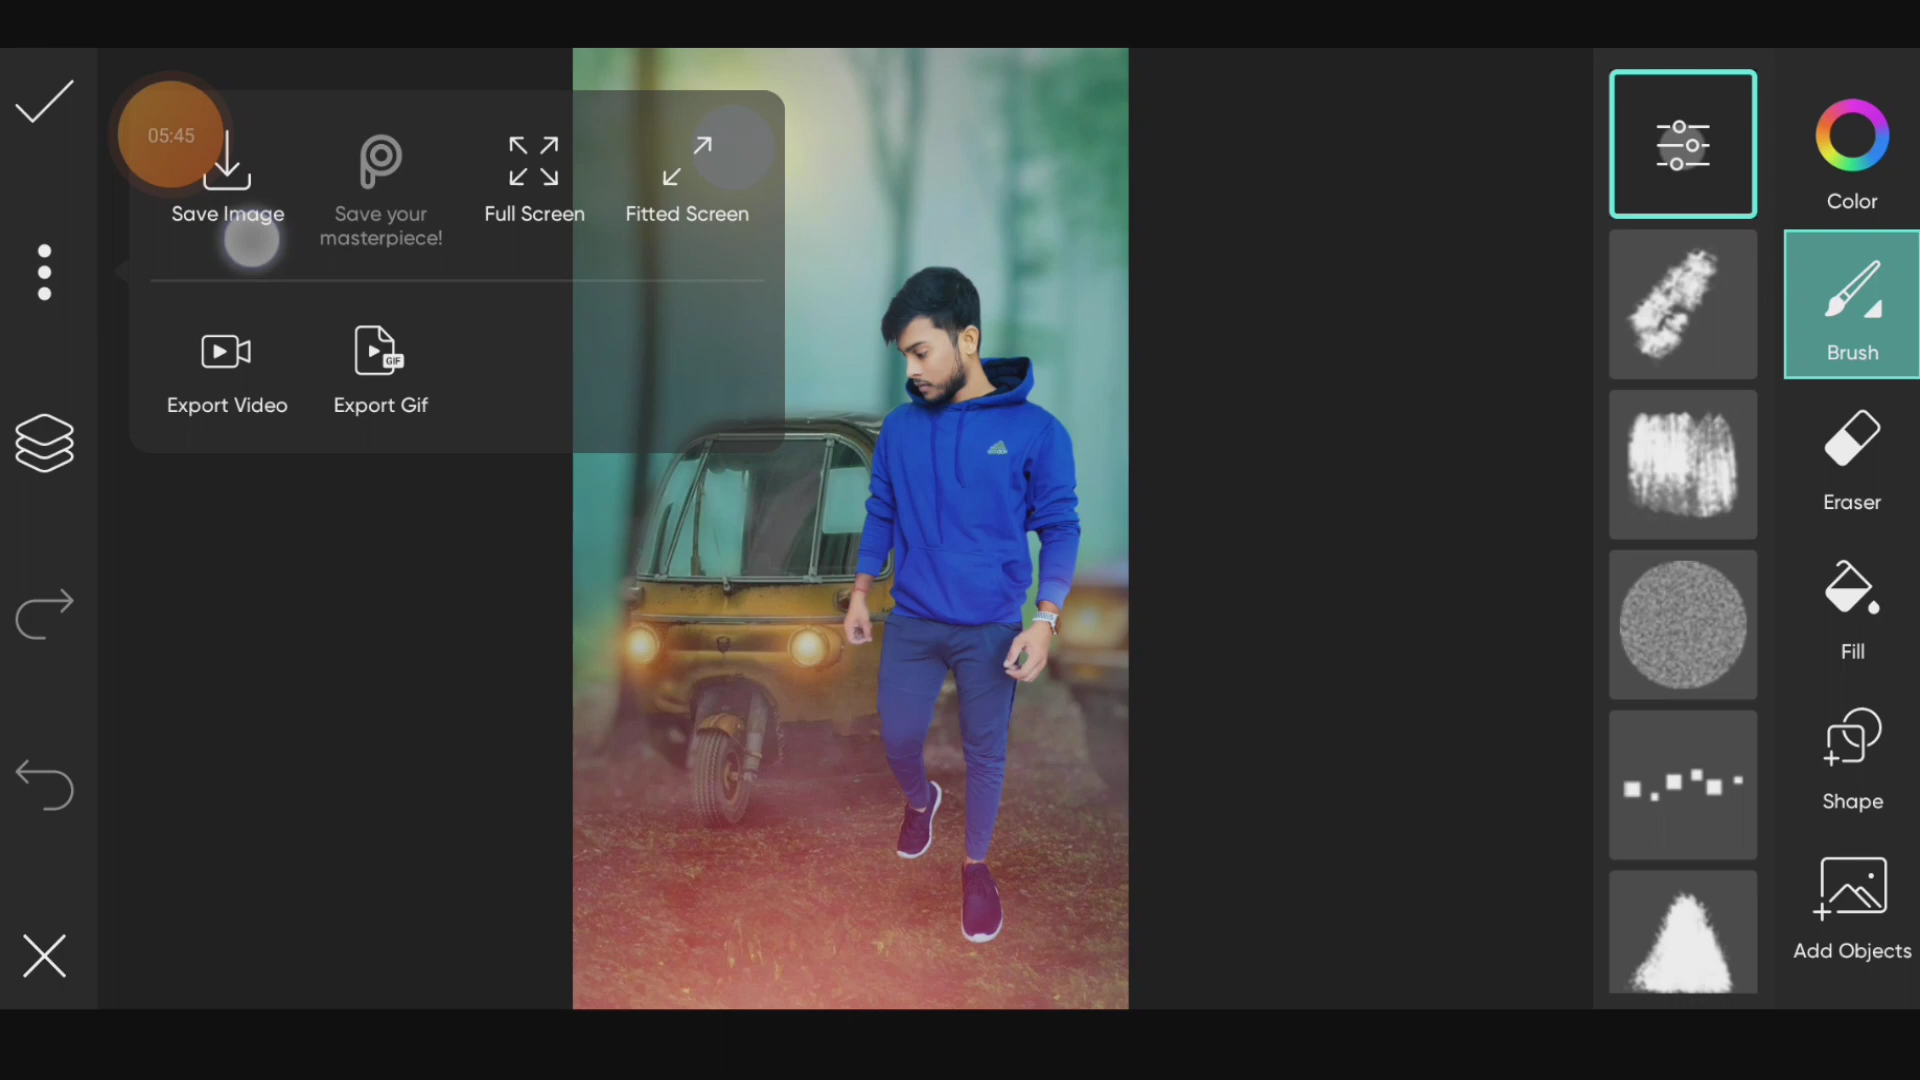 05:45
Save Image
Save your
masterpiece!
Full Screen
Fitted Screen
Export Video
GIF
Export Gif
Color
Brush
Eraser
Fill
Shape
Add Objects